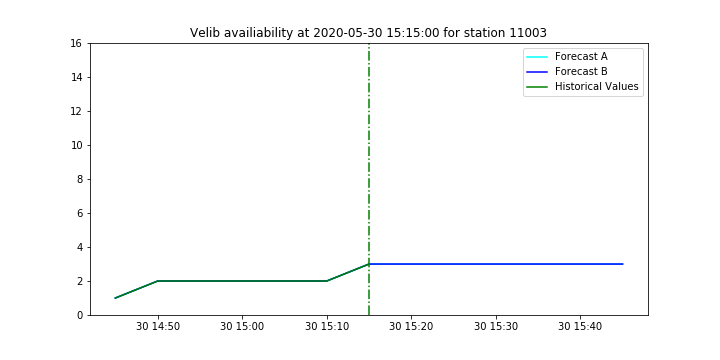 Velib availiability at 2020-05-30 15:15:00 for station 11003
16
14
12
10
8
6
4
2
0
Forecast A
Forecast B
Historical Values
30 14:50 30 15:00 30 15:10 30 15:20 30 15:30 30 15:40